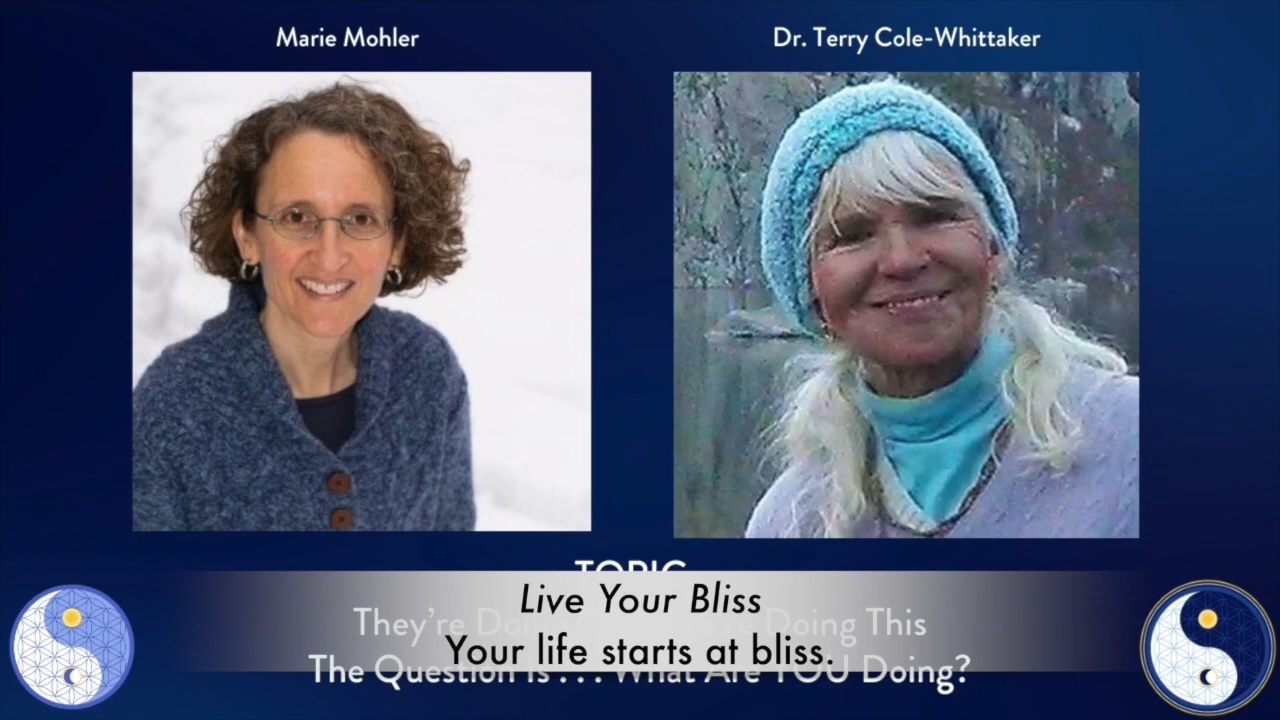 Marie Mohler
Dr. Terry Cole-Whittaker
TOPIC
Live Your Bliss
They're Doing This
Your life starts at bliss.
The Question Is . . . What Are YOU Doing?